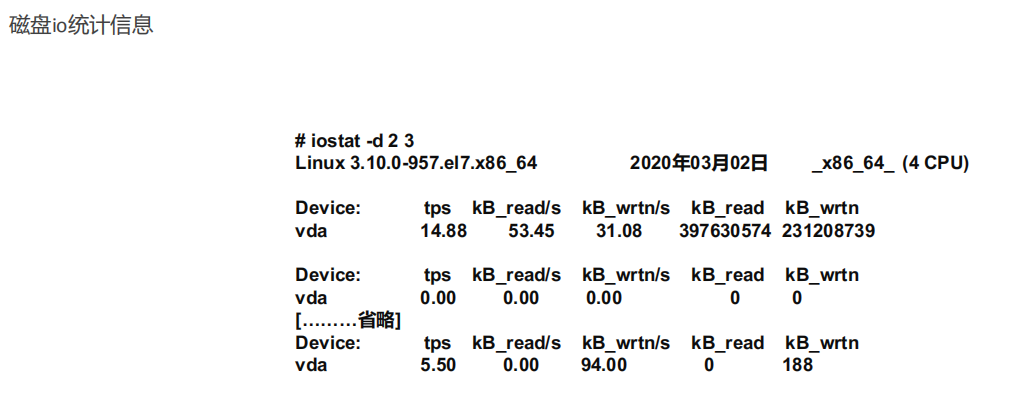 磁盘io统计信息
# iostat -d 2 3
Linux 3.10.0-957.el7.x86_64 2020年03月02日 _x86_64_ (4 CPU)
Device: tps kB_read/s kB_wrtn/s kB_read kB_wrtn
vda 14.88 53.45 31.08 397630574 231208739
Device: tps kB_read/s kB_wrtn/s kB_read kB_wrtn
vda 0.00 0.00 0.00 0 0
[………省略]
Device: tps kB_read/s kB_wrtn/s kB_read kB_wrtn
vda 5.50 0.00 94.00 0 188